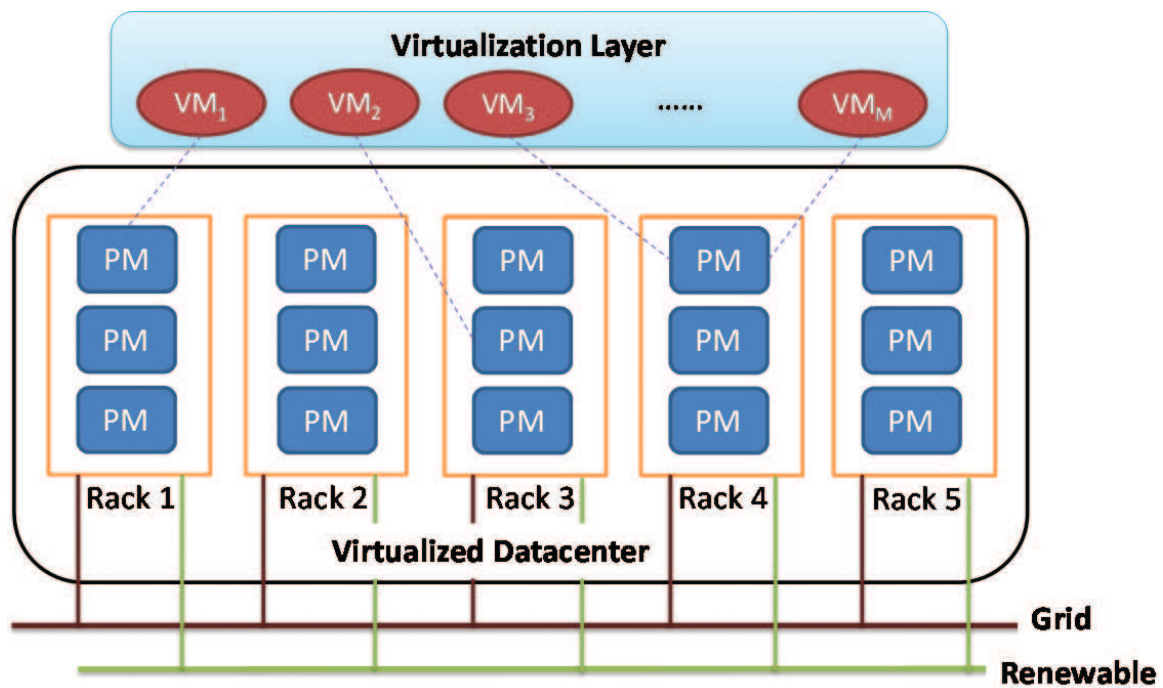 Virtualization Layer
VM₁ VM₂ VM₃ ...... VM_M
PM PM PM PM PM
PM PM PM PM PM
PM PM PM PM PM
Rack 1 Rack 2 Rack 3 Rack 4 Rack 5
Virtualized Datacenter
Grid
Renewable